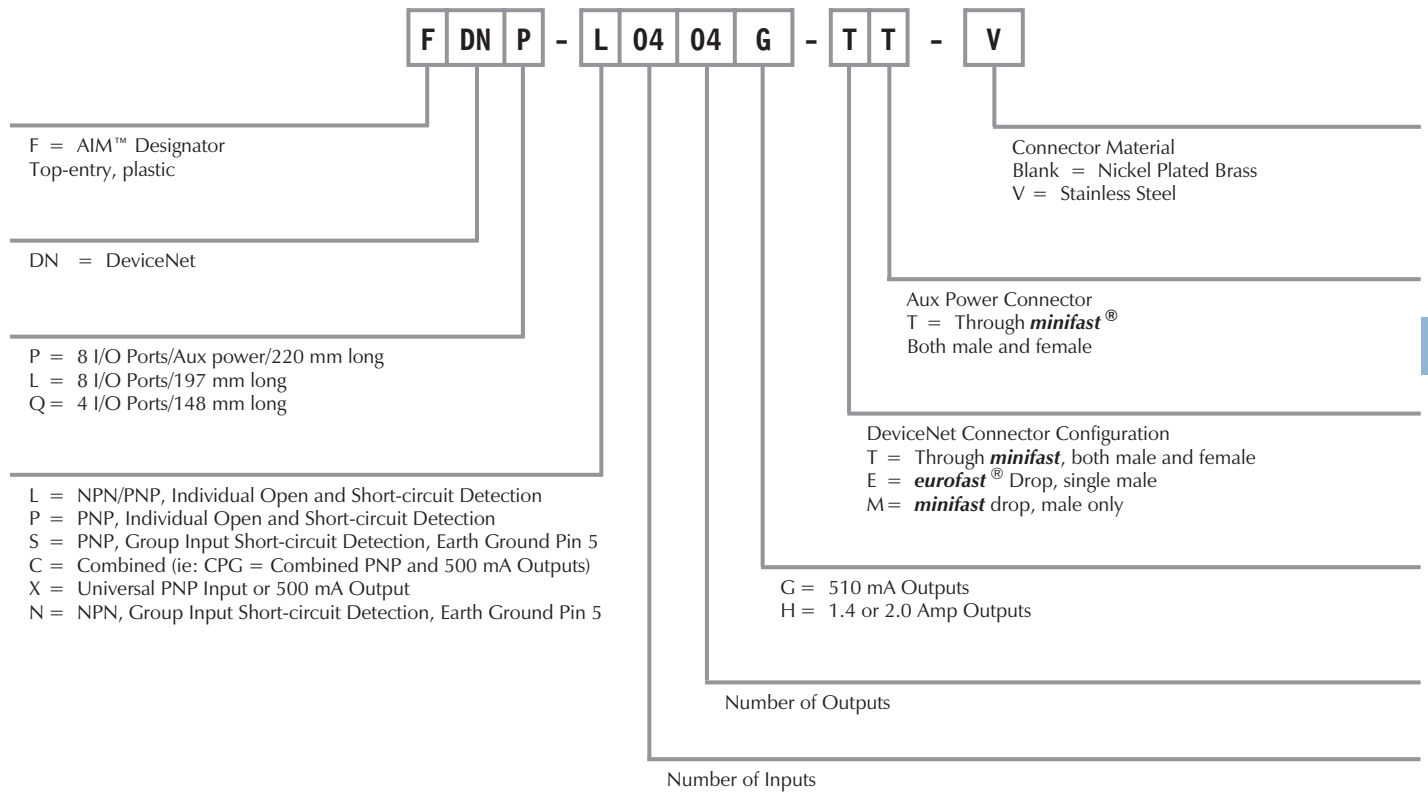 F DN P - L 04 04 G - T T - V
F = AIM™ Designator
Top-entry, plastic
DN = DeviceNet
P = 8 I/O Ports/Aux power/220 mm long
L = 8 I/O Ports/197 mm long
Q = 4 I/O Ports/148 mm long
L = NPN/PNP, Individual Open and Short-circuit Detection
P = PNP, Individual Open and Short-circuit Detection
S = PNP, Group Input Short-circuit Detection, Earth Ground Pin 5
C = Combined (ie: CPG = Combined PNP and 500 mA Outputs)
X = Universal PNP Input or 500 mA Output
N = NPN, Group Input Short-circuit Detection, Earth Ground Pin 5
Connector Material
Blank = Nickel Plated Brass
V = Stainless Steel
Aux Power Connector
T = Through minifast ®
Both male and female
DeviceNet Connector Configuration
T = Through minifast, both male and female
E = eurofast ® Drop, single male
M = minifast drop, male only
G = 510 mA Outputs
H = 1.4 or 2.0 Amp Outputs
Number of Outputs
Number of Inputs